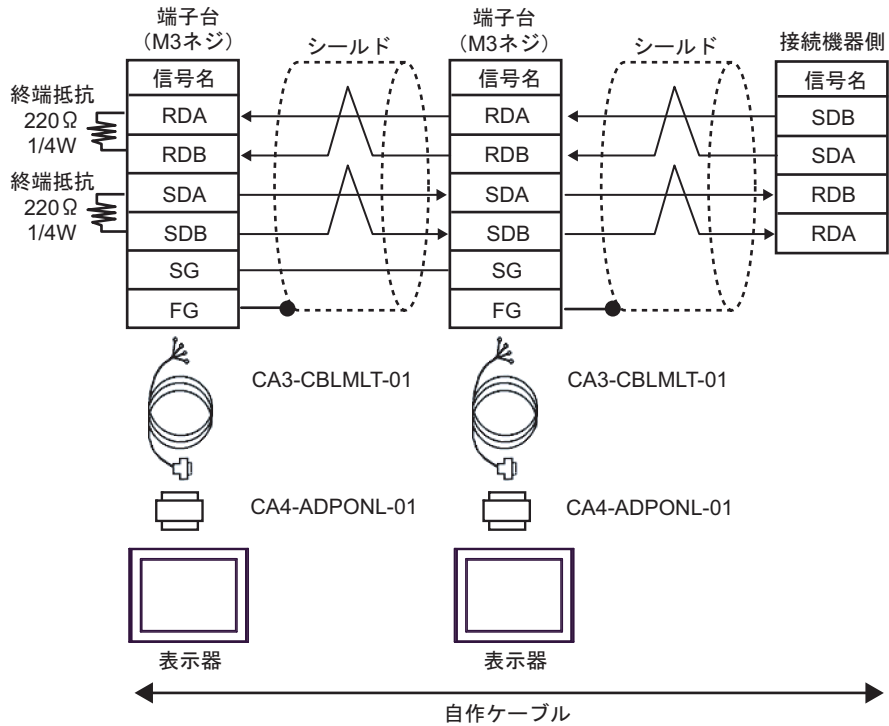 端子台
(M3ネジ)
シールド
端子台
(M3ネジ)
シールド
接続機器側
信号名
信号名
信号名
終端抵抗
220Ω
1/4W
RDA
RDA
SDB
RDB
RDB
SDA
終端抵抗
220Ω
1/4W
SDA
SDA
RDB
SDB
SDB
RDA
SG
SG
FG
FG
CA3-CBLMLT-01
CA3-CBLMLT-01
CA4-ADPONL-01
CA4-ADPONL-01
表示器
表示器
自作ケーブル